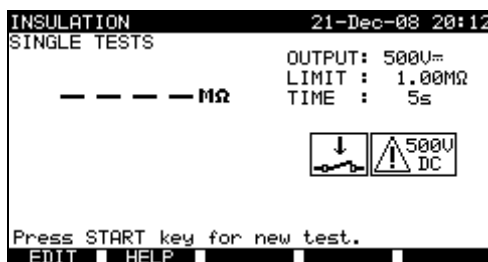 INSULATION 21-Dec-08 20:12
SINGLE TESTS
OUTPUT: 500V⎓
LIMIT : 1.00MΩ
TIME : 5s
– – – –MΩ
500V
DC
Press START key for new test.
EDIT HELP